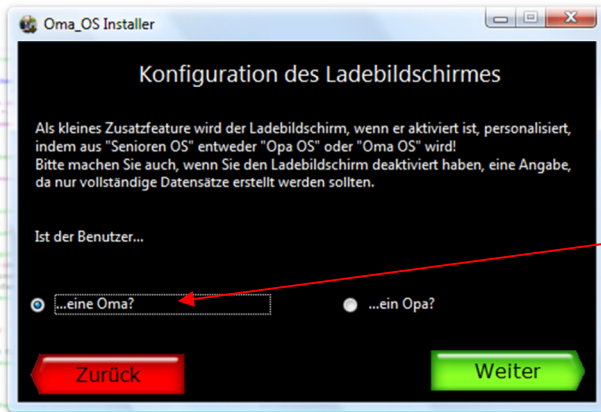 Oma_OS Installer
Konfiguration des Ladebildschirmes
Als kleines Zusatzfeature wird der Ladebildschirm, wenn er aktiviert ist, personalisiert,
indem aus "Senioren OS" entweder "Opa OS" oder "Oma OS" wird!
Bitte machen Sie auch, wenn Sie den Ladebildschirm deaktiviert haben, eine Angabe,
da nur vollständige Datensätze erstellt werden sollten.
Ist der Benutzer...
...eine Oma? ...ein Opa?
Zurück Weiter